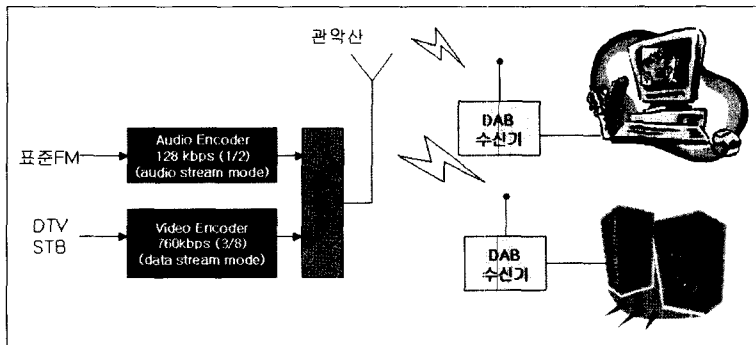 관악산
표준FM
Audio Encoder
128 kbps (1/2)
(audio stream mode)
DTV
STB
Video Encoder
760kbps (3/8)
(data stream mode)
DAB
수신기
DAB
수신기